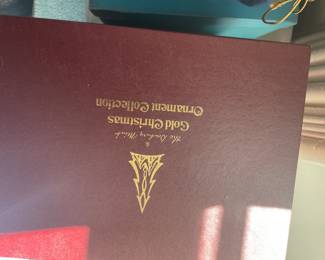 The Danbury Mint
Gold Christmas
Ornament Collection